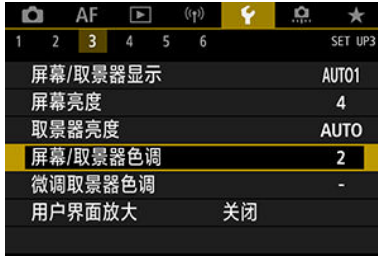 AF
1 2 3 4 5 6 SET UP3
屏幕/取景器显示 AUTO1
屏幕亮度 4
取景器亮度 AUTO
屏幕/取景器色调 2
微调取景器色调 -
用户界面放大 关闭